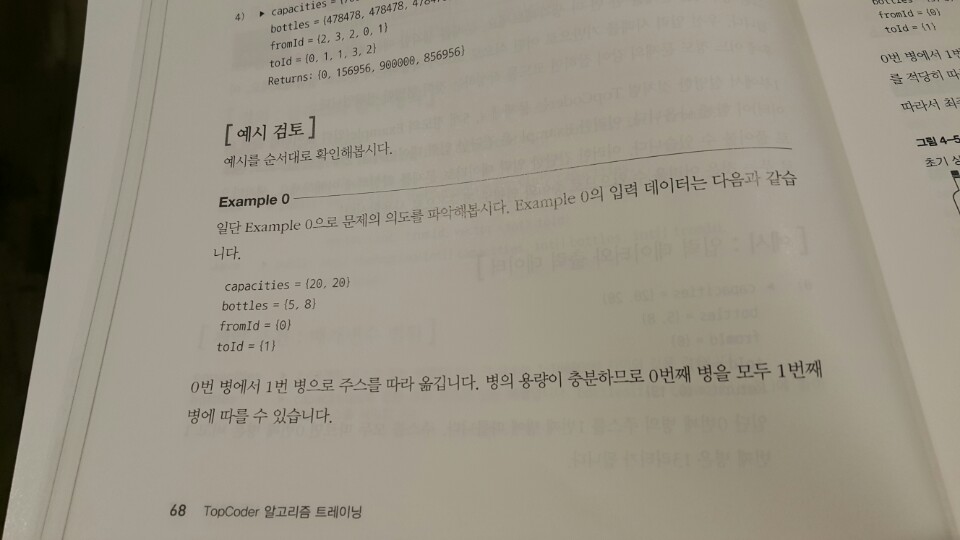 4) ▶ capacities =
bottles = {478478, 478478,
fromId = {2, 3, 2, 0, 1}
toId = {0, 1, 1, 3, 2}
Returns: {0, 156956, 900000, 856956}
[ 예시 검토 ]
예시를 순서대로 확인해봅시다.
Example 0
일단 Example 0으로 문제의 의도를 파악해봅시다. Example 0의 입력 데이터는 다음과 같습
니다.
capacities = {20, 20}
bottles = {5, 8}
fromId = {0}
toId = {1}
0번 병에서 1번 병으로 주스를 따라 옮깁니다. 병의 용량이 충분하므로 0번째 병을 모두 1번째
병에 따를 수 있습니다.
68 TopCoder 알고리즘 트레이닝
fromId = {0}
toId = {1}
0번 병에서 1번
를 적당히 따
따라서 최
그림 4-5
초기 상